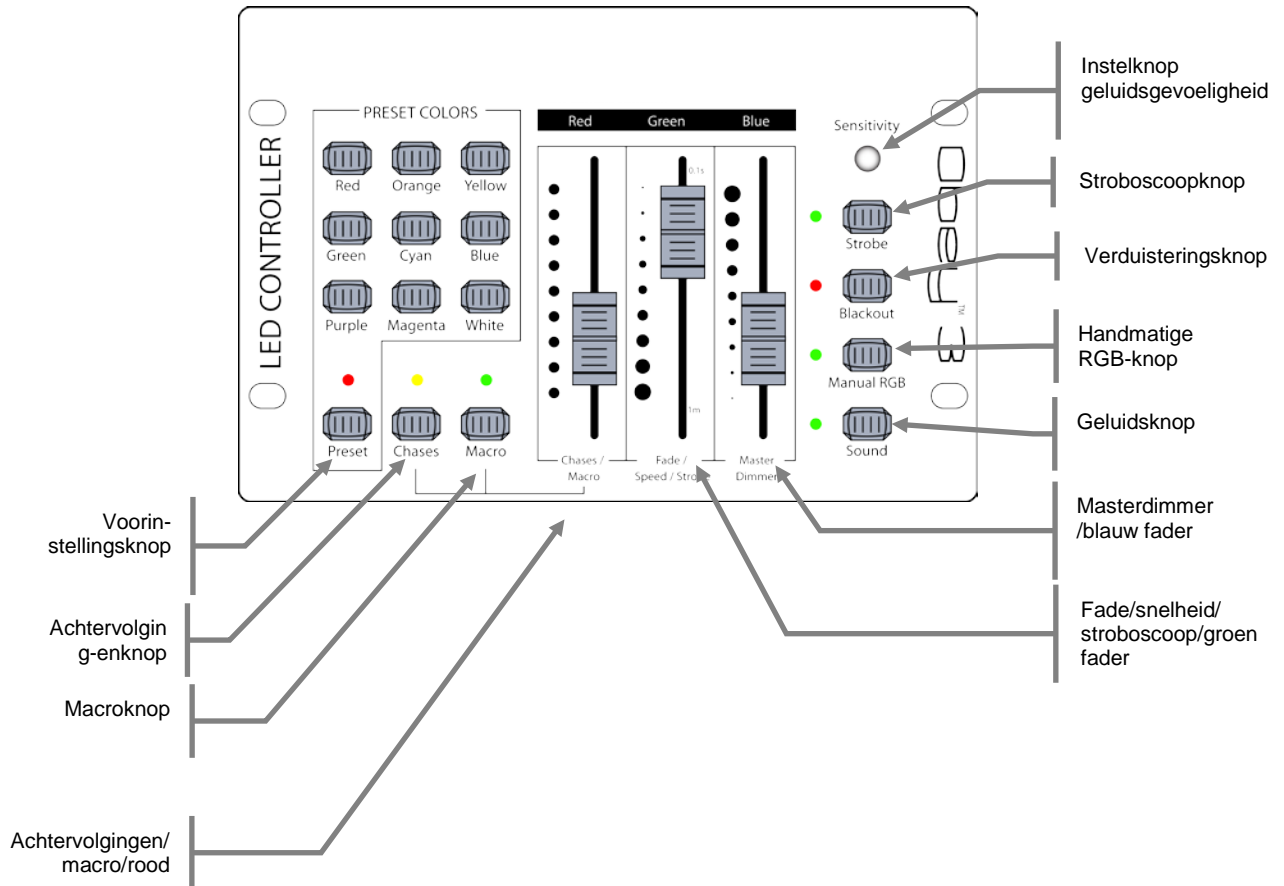 Instelknop
geluidsgevoeligheid
PRESET COLORS
Red Green Blue
Sensitivity
LED CONTROLLER
Red Orange Yellow
0.1s
Stroboscoopknop
Strobe
Green Cyan Blue
Verduisteringsknop
Blackout
TM
Purple Magenta White
Handmatige
RGB-knop
Manual RGB
Geluidsknop
1m
Preset Chases Macro
Sound
Chases /
Macro
Fade /
Speed / Stro
Master
Dimmer
Voorin-
stellingsknop
Masterdimmer
/blauw fader
Achtervolgin
g-enknop
Fade/snelheid/
stroboscoop/groen
fader
Macroknop
Achtervolgingen/
macro/rood